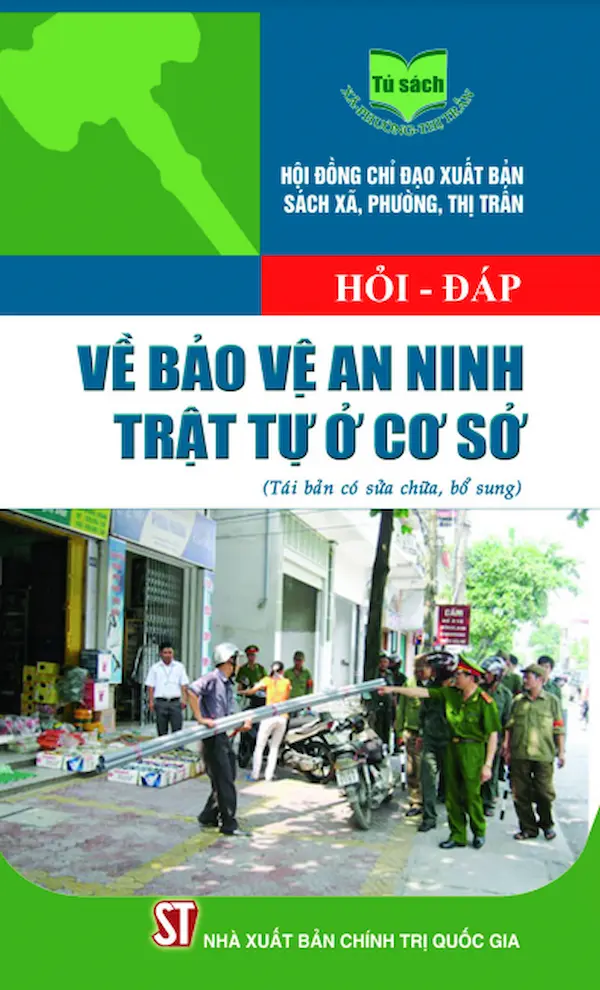 Tủ sách
XÃ-PHƯỜNG-THỊ TRẤN
HỘI ĐỒNG CHỈ ĐẠO XUẤT BẢN
SÁCH XÃ, PHƯỜNG, THỊ TRẤN
HỎI - ĐÁP
VỀ BẢO VỆ AN NINH
TRẬT TỰ Ở CƠ SỞ
(Tái bản có sửa chữa, bổ sung)
CẤM
ST
NHÀ XUẤT BẢN CHÍNH TRỊ QUỐC GIA